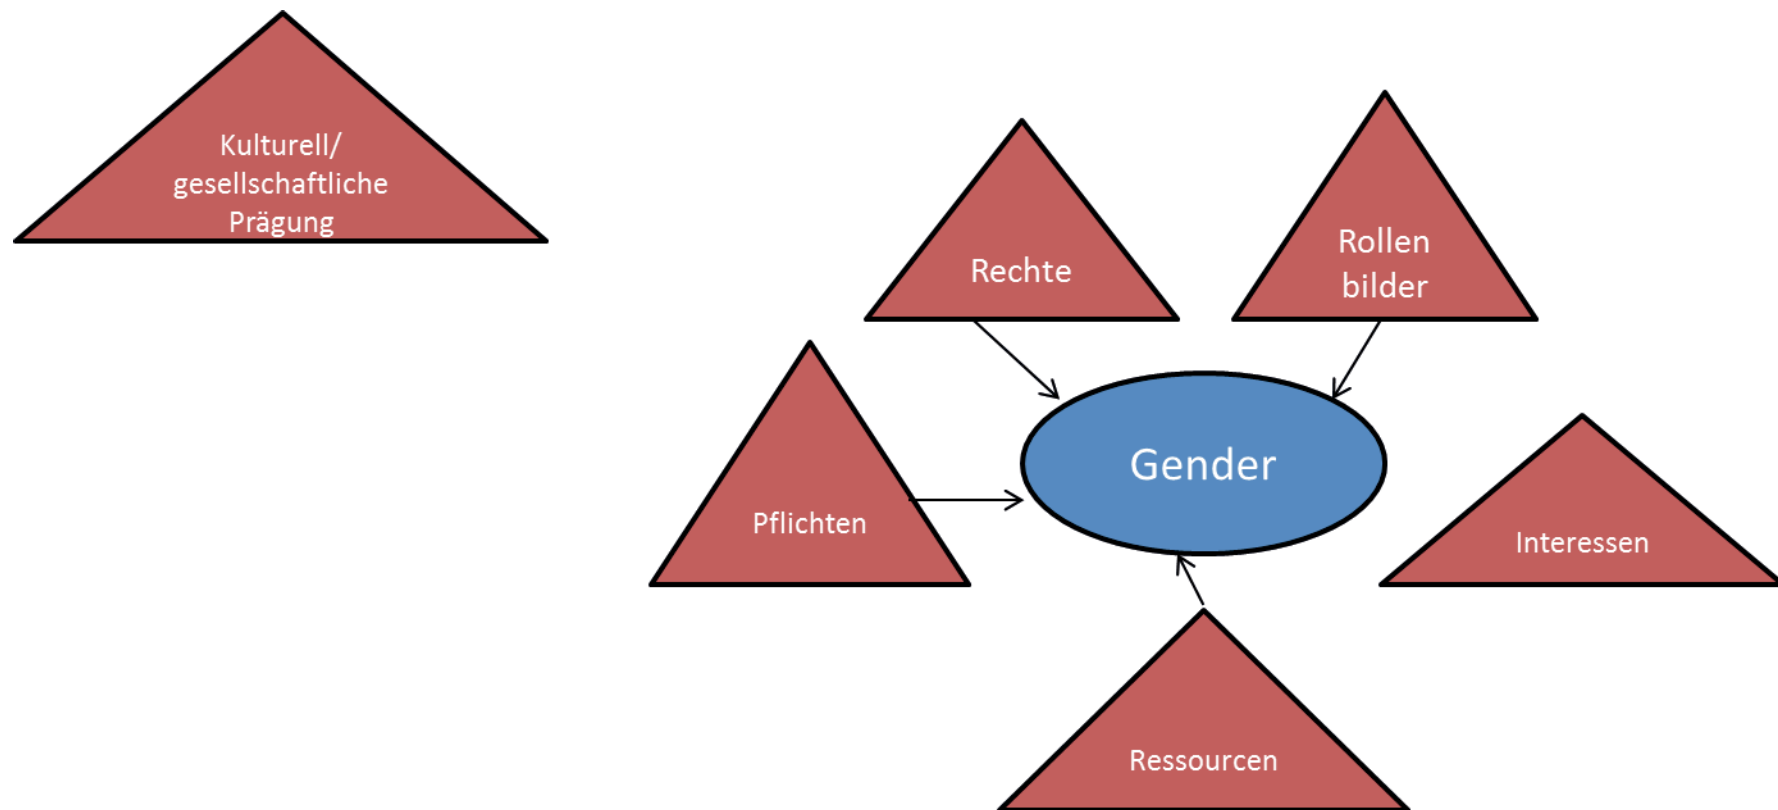 Kulturell/
gesellschaftliche
Prägung
Rechte
Rollen
bilder
Gender
Pflichten
Interessen
Ressourcen